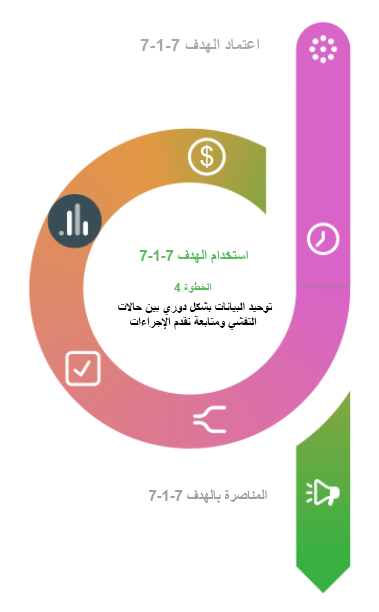 اعتماد الهدف 7-1-7
$
استخدام الهدف 7-1-7
الخطوة 4
توحيد البيانات بشكل دوري بين حالات
التفشي ومتابعة تقدم الإجراءات
المناصرة بالهدف 7-1-7